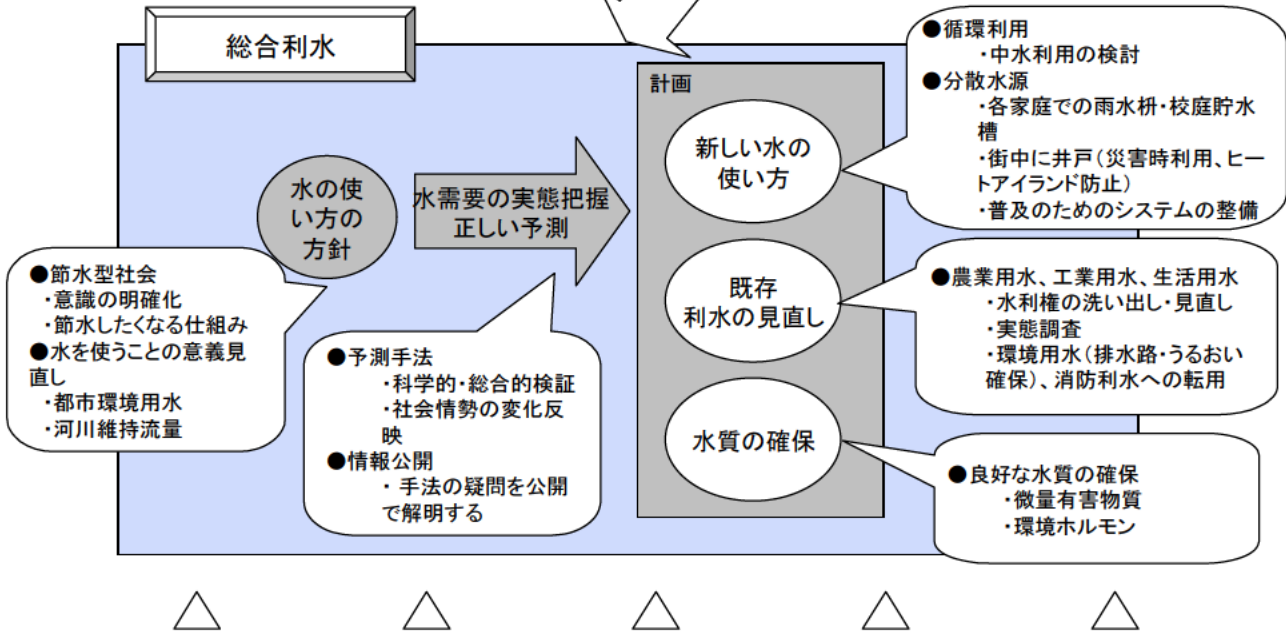 総合利水
水の使
い方の
方針
水需要の実態把握
正しい予測
計画
新しい水の
使い方
既存
利水の見直し
水質の確保
●節水型社会
・意識の明確化
・節水したくなる仕組み
●水を使うことの意義見
直し
・都市環境用水
・河川維持流量
●予測手法
・科学的・総合的検証
・社会情勢の変化反
映
●情報公開
・ 手法の疑問を公開
で解明する
●循環利用
・中水利用の検討
●分散水源
・各家庭での雨水枡・校庭貯水
槽
・街中に井戸（災害時利用、ヒー
トアイランド防止）
・普及のためのシステムの整備
●農業用水、工業用水、生活用水
・水利権の洗い出し・見直し
・実態調査
・環境用水（排水路・うるおい
確保）、消防利水への転用
●良好な水質の確保
・微量有害物質
・環境ホルモン